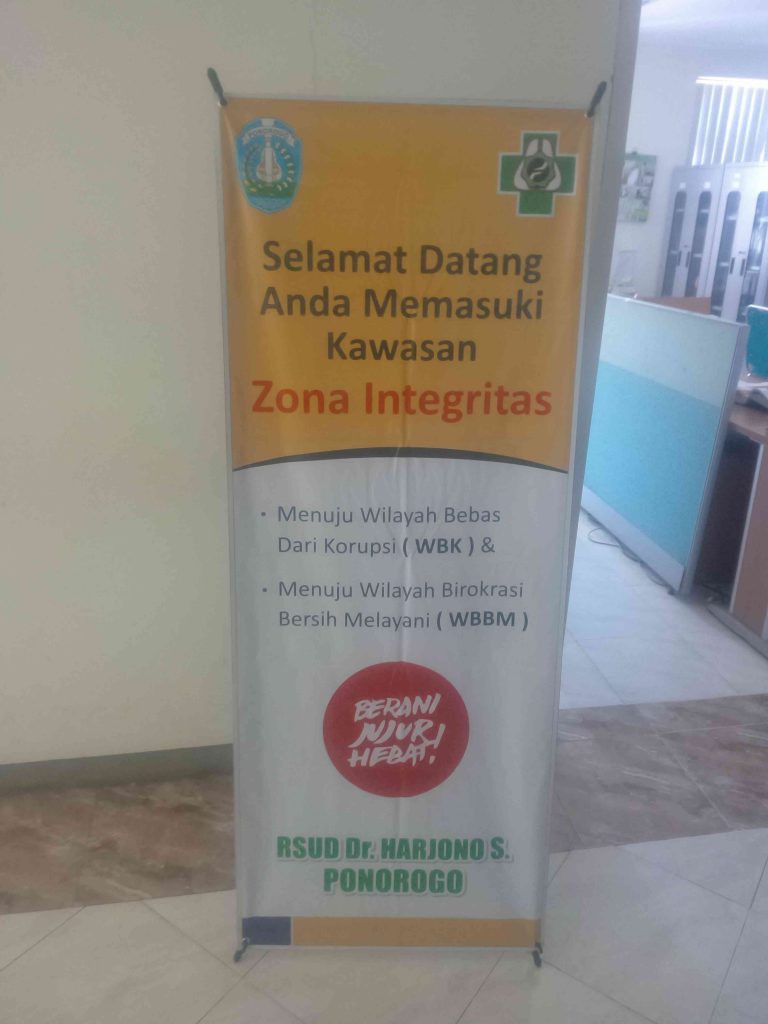 PONOROGO
Selamat Datang
Anda Memasuki
Kawasan
Zona Integritas
• Menuju Wilayah Bebas
Dari Korupsi ( WBK ) &
• Menuju Wilayah Birokrasi
Bersih Melayani ( WBBM )
BERANI
JUJUR
HEBAT!
RSUD Dr. HARJONO S.
PONOROGO